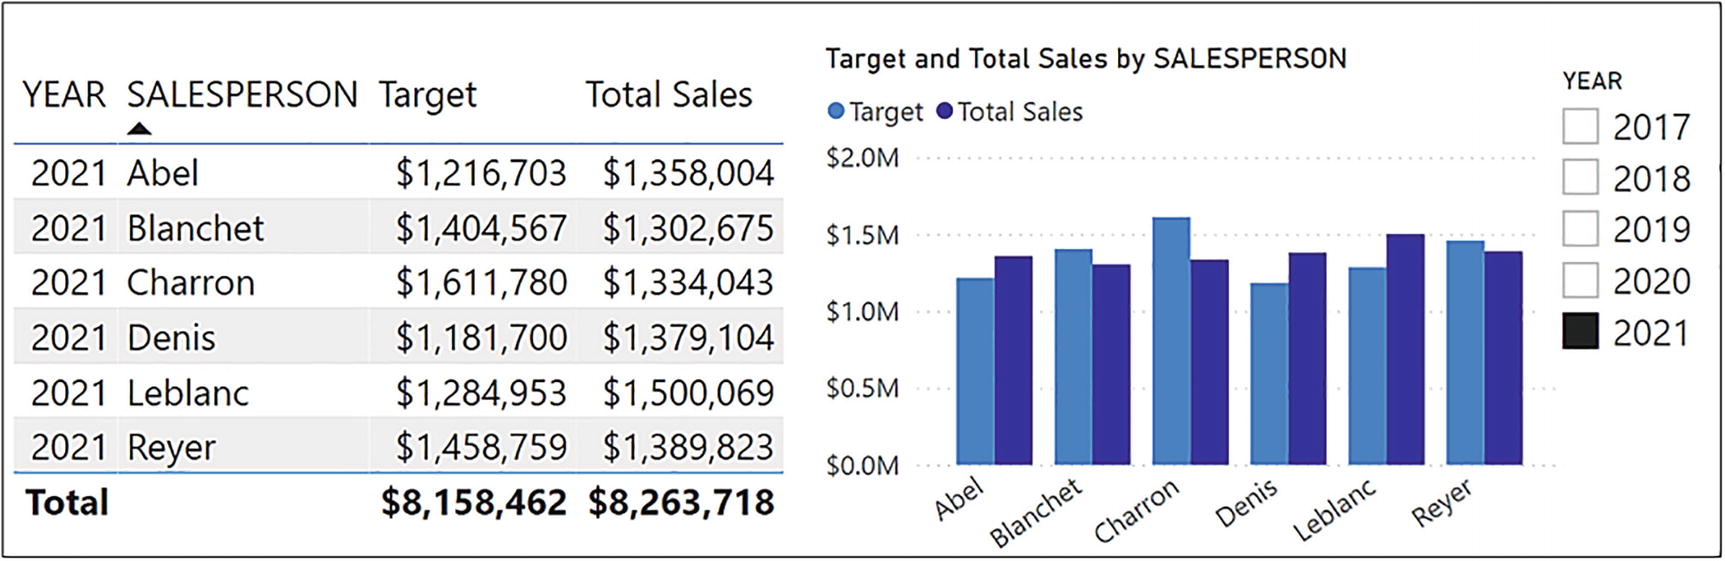 YEAR SALESPERSON Target Total Sales
2021 Abel $1,216,703 $1,358,004
2021 Blanchet $1,404,567 $1,302,675
2021 Charron $1,611,780 $1,334,043
2021 Denis $1,181,700 $1,379,104
2021 Leblanc $1,284,953 $1,500,069
2021 Reyer $1,458,759 $1,389,823
Total $8,158,462 $8,263,718
Target and Total Sales by SALESPERSON
Target Total Sales
$2.0M
$1.5M
$1.0M
$0.5M
$0.0M
Abel Blanchet Charron Denis Leblanc Reyer
YEAR
2017
2018
2019
2020
2021